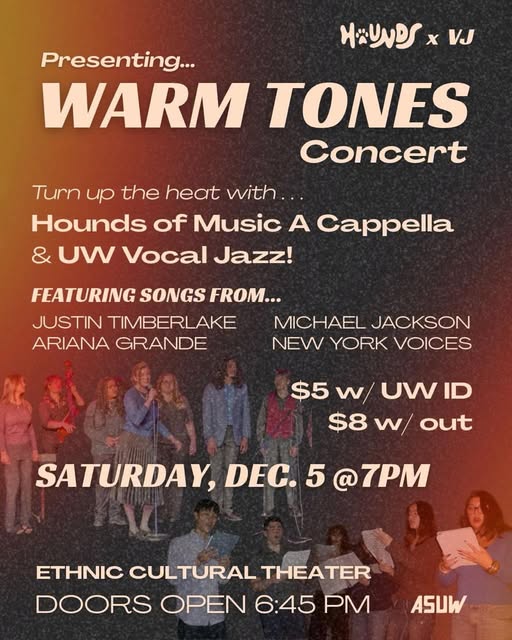 HOUNDS x VJ
Presenting...
WARM TONES
Concert
Turn up the heat with . . .
Hounds of Music A Cappella
& UW Vocal Jazz!
FEATURING SONGS FROM...
JUSTIN TIMBERLAKE MICHAEL JACKSON
ARIANA GRANDE NEW YORK VOICES
$5 w/ UW ID
$8 w/ out
SATURDAY, DEC. 5 @7PM
ETHNIC CULTURAL THEATER
DOORS OPEN 6:45 PM ASUW